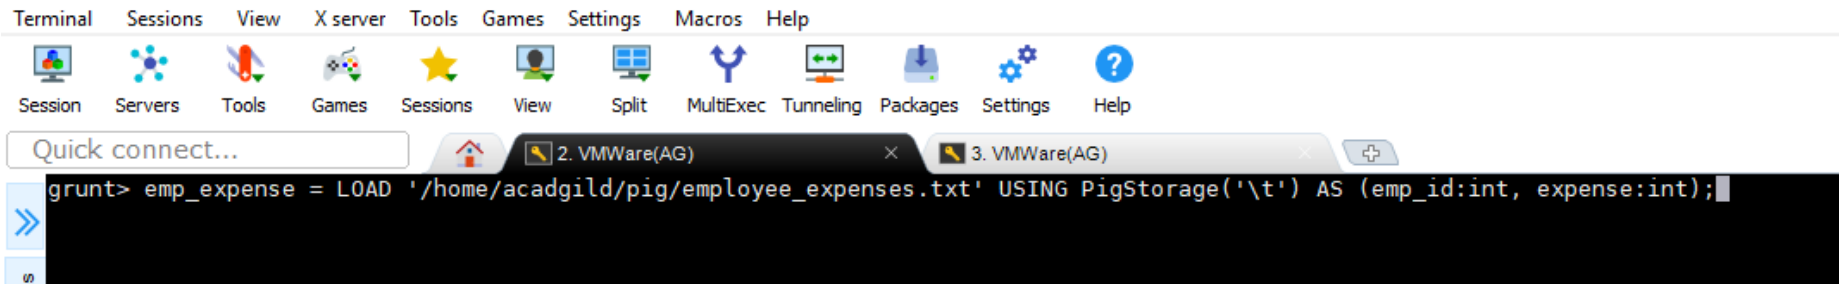 Terminal Sessions View X server Tools Games Settings Macros Help
Session Servers Tools Games Sessions View Split MultiExec Tunneling Packages Settings Help
Quick connect... 2. VMWare(AG) 3. VMWare(AG)
grunt> emp_expense = LOAD '/home/acadgild/pig/employee_expenses.txt' USING PigStorage('\t') AS (emp_id:int, expense:int);
s